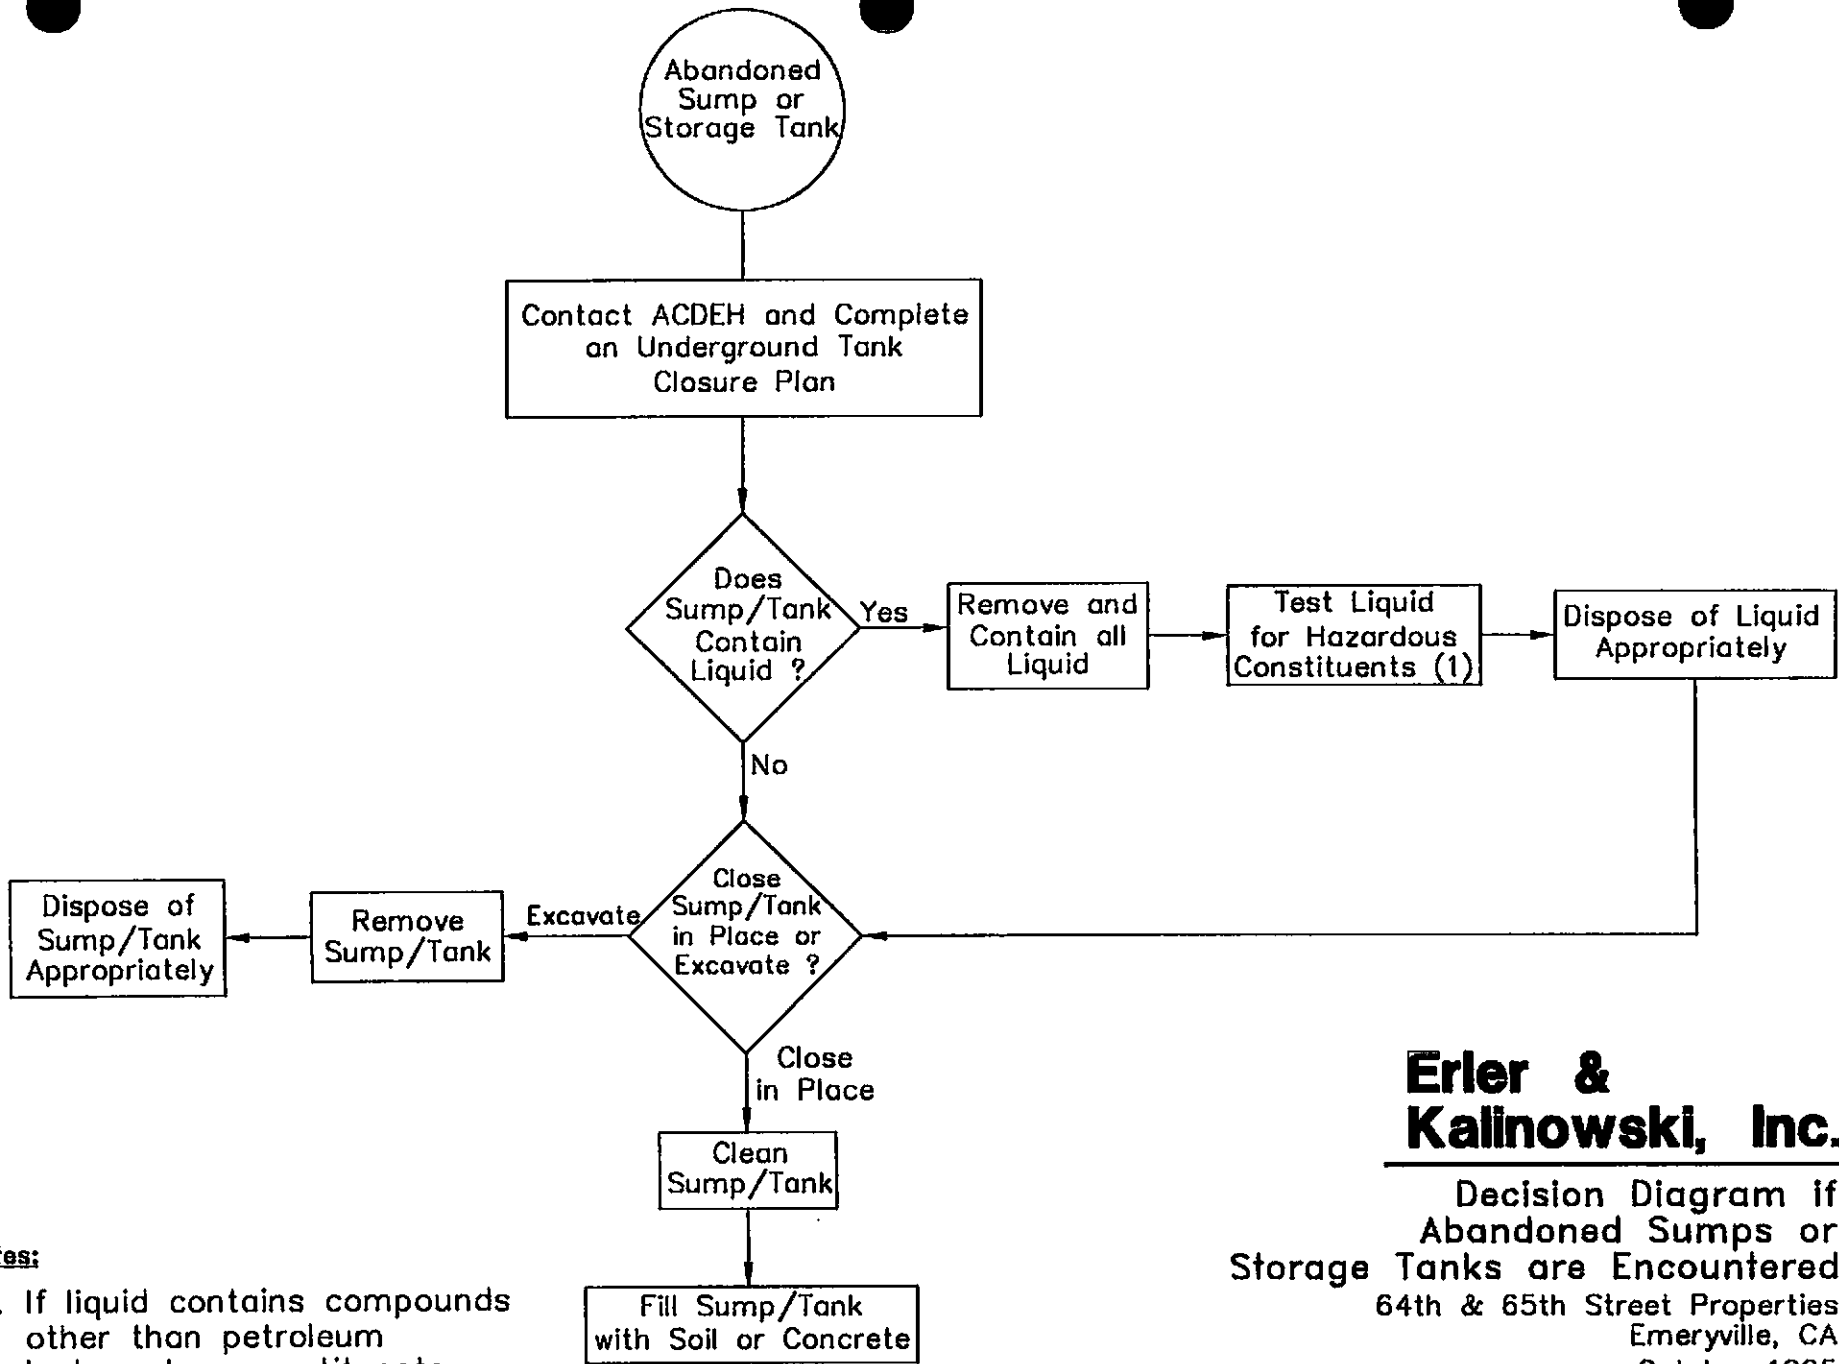 Abandoned
Sump or
Storage Tank
Contact ACDEH and Complete
an Underground Tank
Closure Plan
Does
Sump/Tank
Contain
Liquid ?
Yes
Remove and
Contain all
Liquid
Test Liquid
for Hazardous
Constituents (1)
Dispose of Liquid
Appropriately
No
Close
Sump/Tank
in Place or
Excavate ?
Excavate
Remove
Sump/Tank
Dispose of
Sump/Tank
Appropriately
Close
in Place
Clean
Sump/Tank
Fill Sump/Tank
with Soil or Concrete
If liquid contains compounds
other than petroleum
Erler &
Kalinowski, Inc.
Decision Diagram if
Abandoned Sumps or
Storage Tanks are Encountered
64th & 65th Street Properties
Emeryville, CA